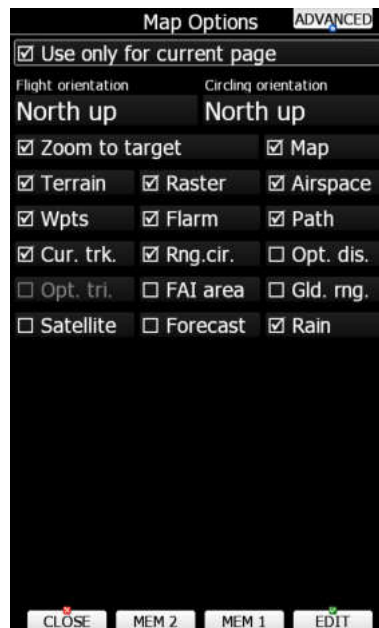 Map Options ADVANCED
Use only for current page
Flight orientation Circling orientation
North up North up
Zoom to target Map
Terrain Raster Airspace
Wpts Flarm Path
Cur. trk. Rng.cir. Opt. dis.
Opt. tri. FAI area Gld. rng.
Satellite Forecast Rain
CLOSE MEM 2 MEM 1 EDIT